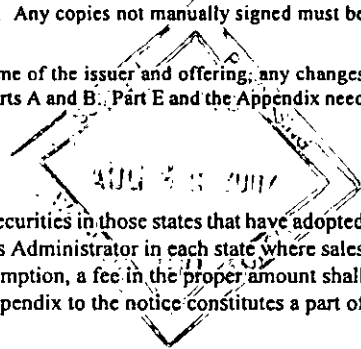 Any copies not manually signed must be
me of the issuer and offering, any changes
rts A and B. Part E and the Appendix need
AUG 2007
ecurities in those states that have adopted
s Administrator in each state where sales
mption, a fee in the proper amount shall
pendix to the notice constitutes a part of